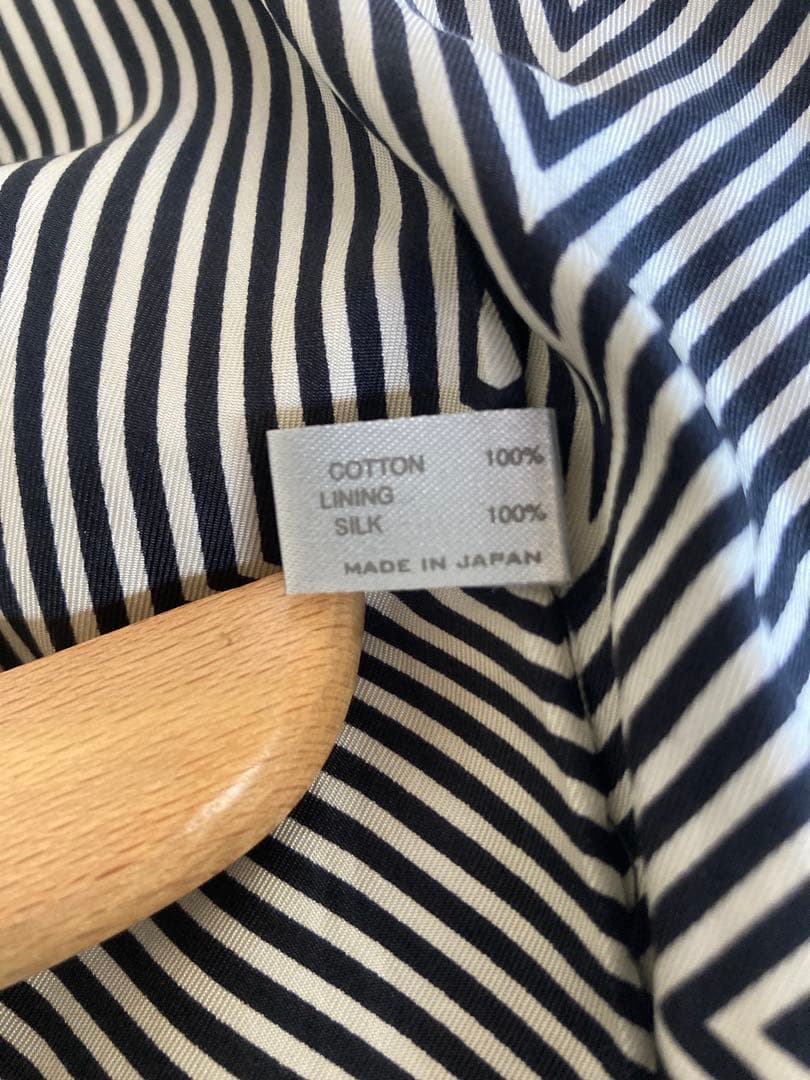 COTTON 100%
LINING
SILK 100%
MADE IN JAPAN